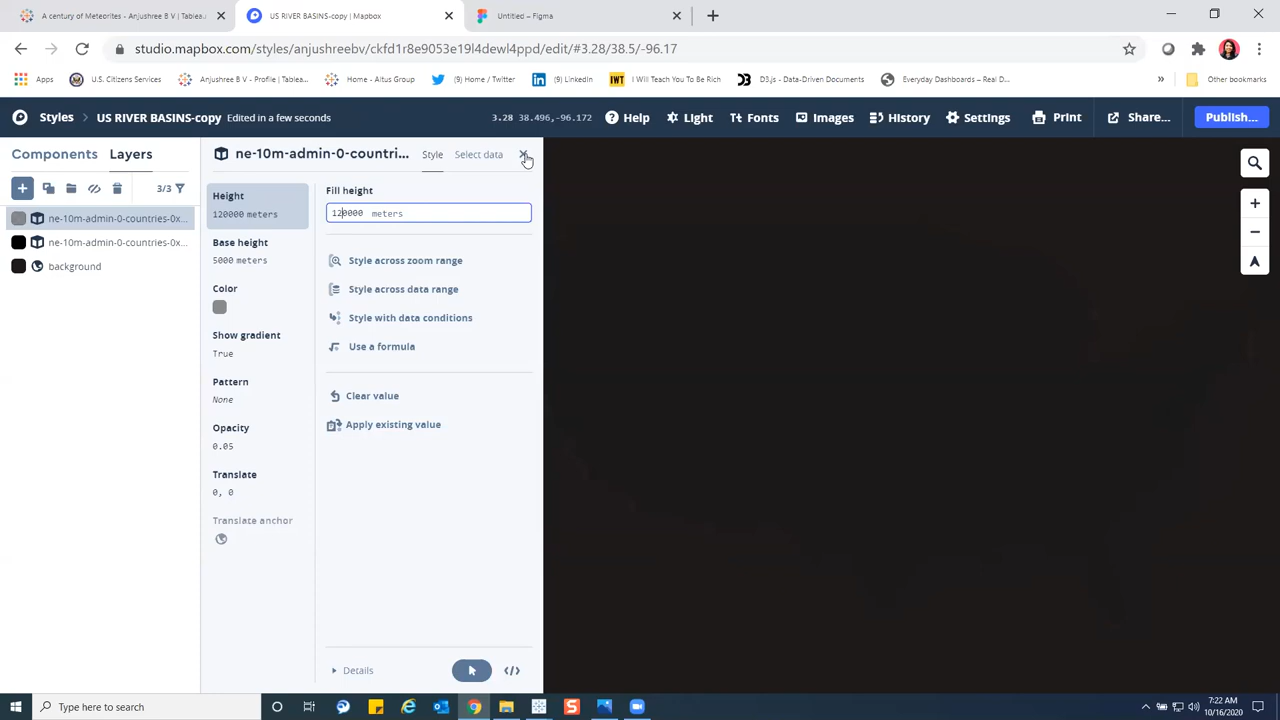 A century of Meteorites - Anjushree B V | Tablea
US RIVER BASINS-copy | Mapbox
Untitled – Figma
studio.mapbox.com/styles/anjushreebv/ckfd1r8e9053e19l4dewl4ppd/edit/#3.28/38.5/-96.17
Apps
U.S. Citizens Services
Anjushree B V - Profile | Tablea...
Home - Altus Group
(9) Home / Twitter
(9) LinkedIn
IWT
I Will Teach You To Be Rich
D3.js - Data-Driven Documents
Everyday Dashboards – Real D...
»
Other bookmarks
Styles
US RIVER BASINS-copy
Edited in a few seconds
3.28 38.496,-96.172
Help
Light
Fonts
Images
History
Settings
Print
Share...
Publish...
Components
Layers
3/3
ne-10m-admin-0-countries-0x...
ne-10m-admin-0-countries-0x...
background
ne-10m-admin-0-countri...
Style
Select data
Height
120000 meters
Base height
5000 meters
Color
Show gradient
True
Pattern
None
Opacity
0.05
Translate
0, 0
Translate anchor
Fill height
120000 meters
Style across zoom range
Style across data range
Style with data conditions
Use a formula
Clear value
Apply existing value
Details
Type here to search
7:22 AM
10/16/2020